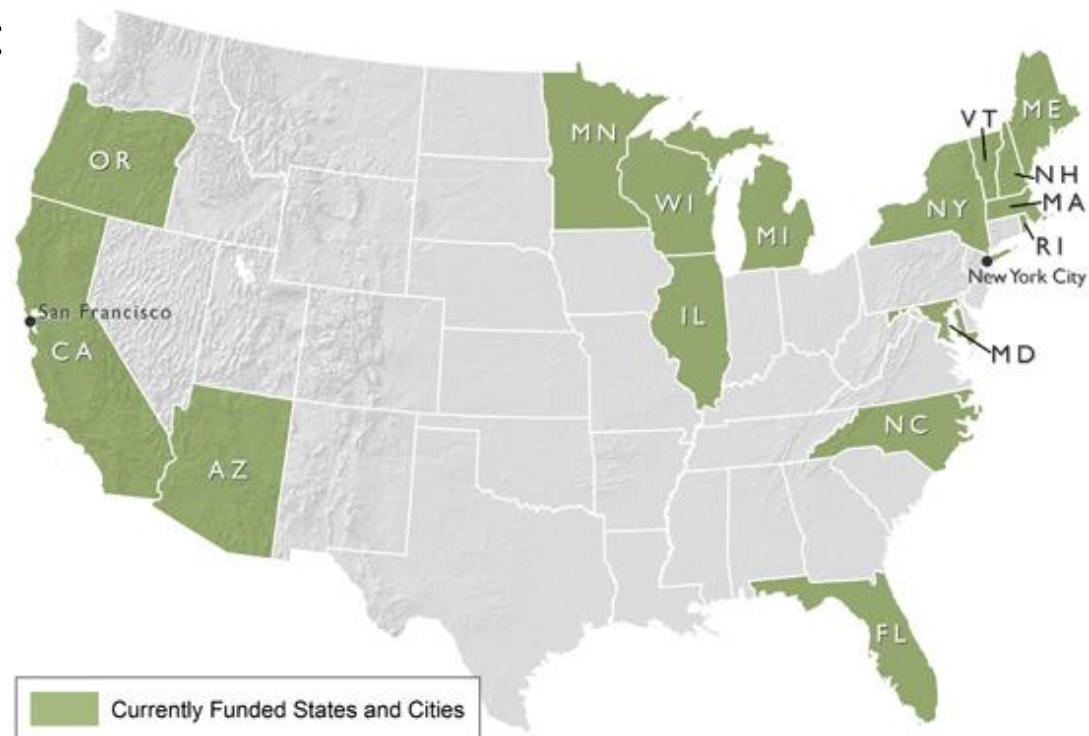 ME
VT
MN
OR
NH
MA
WI
NY
MI
RI
New York City
San Francisco
IL
CA
MD
NC
AZ
FL
Currently Funded States and Cities